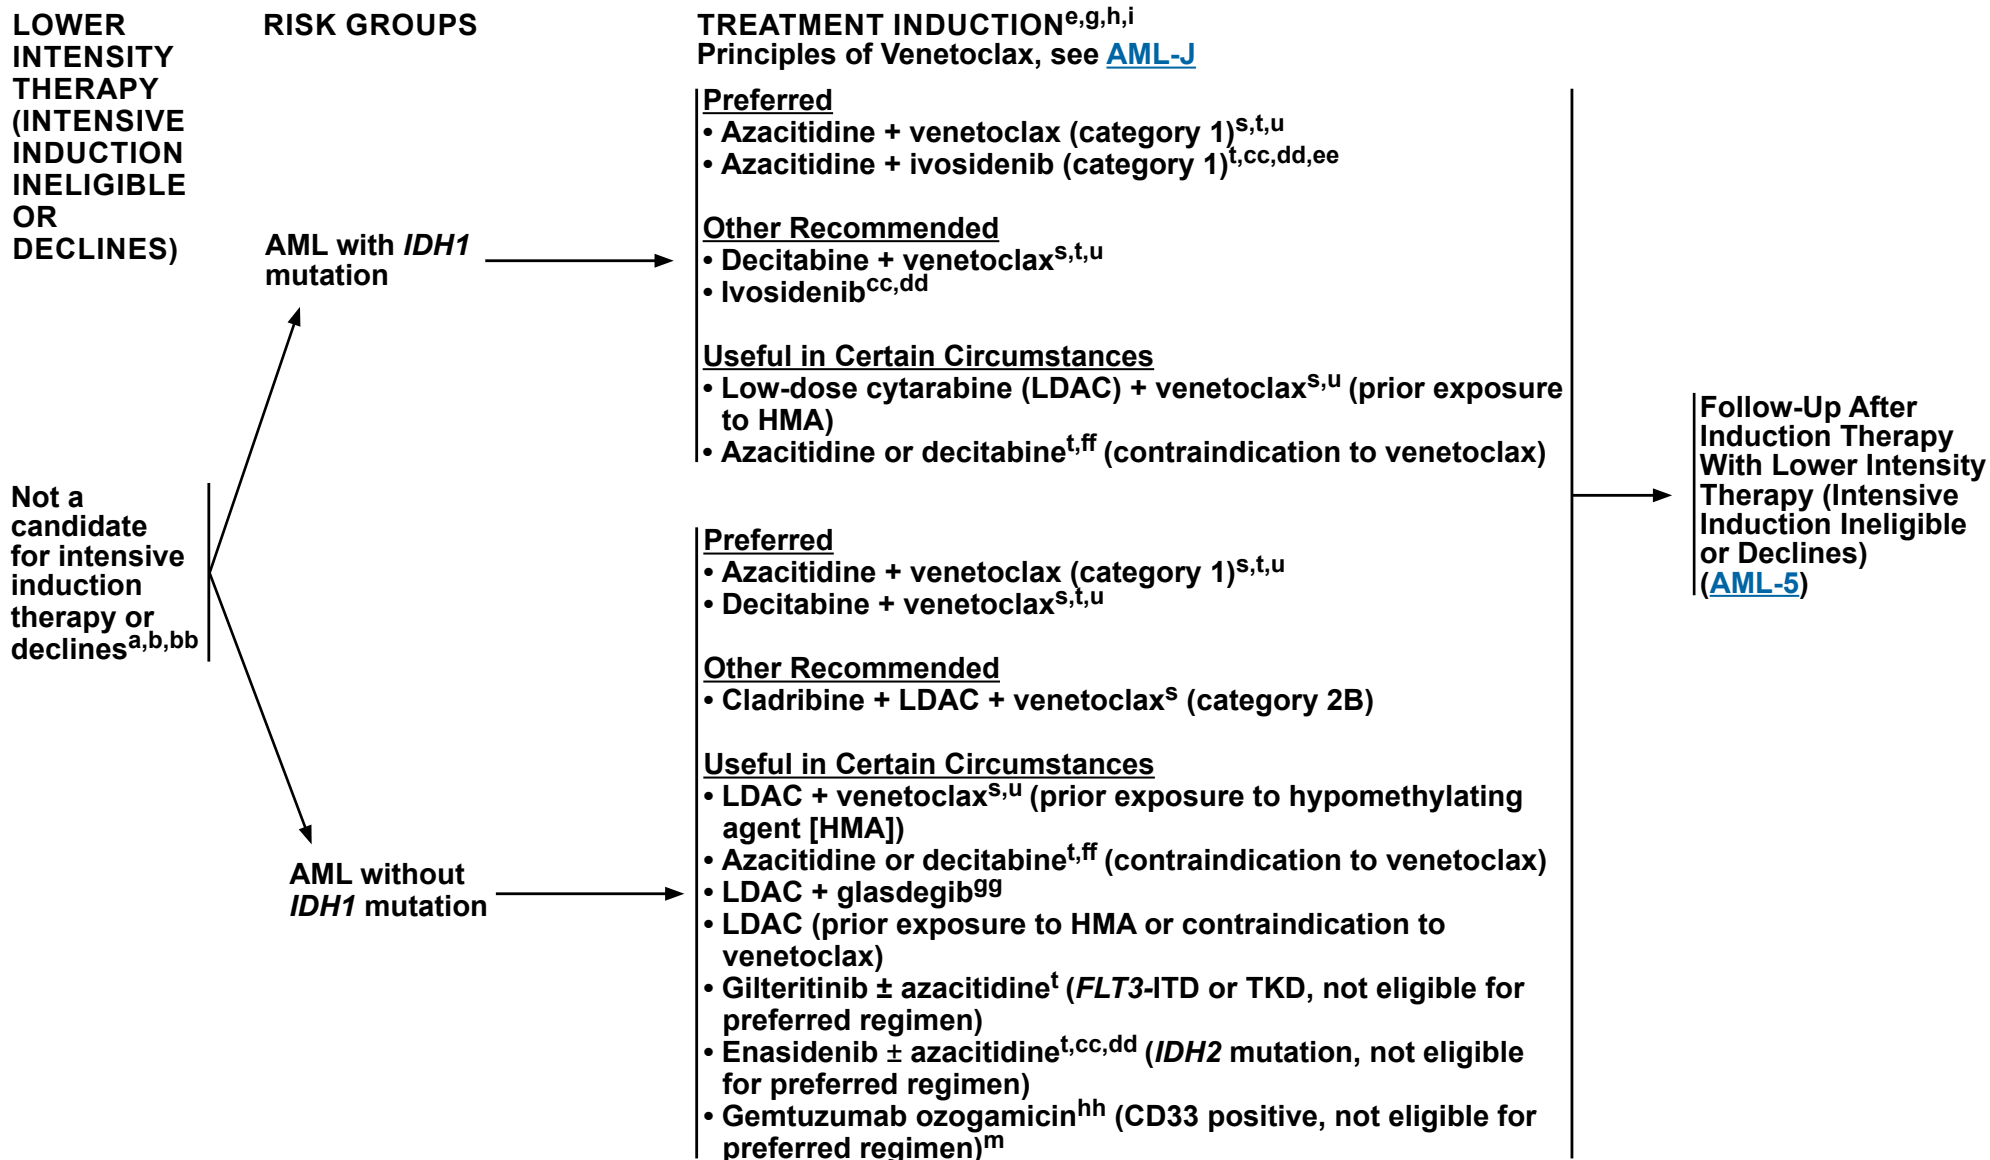 LOWER
INTENSITY
THERAPY
(INTENSIVE
INDUCTION
INELIGIBLE
OR
DECLINES)
RISK GROUPS
TREATMENT INDUCTIONe,g,h,i
Principles of Venetoclax, see AML-J
Not a
candidate
for intensive
induction
therapy or
declinesa,b,bb
AML with IDH1
mutation
Preferred
• Azacitidine + venetoclax (category 1)s,t,u
• Azacitidine + ivosidenib (category 1)t,cc,dd,ee
Other Recommended
• Decitabine + venetoclaxs,t,u
• Ivosidenibcc,dd
Useful in Certain Circumstances
• Low-dose cytarabine (LDAC) + venetoclaxs,u (prior exposure
to HMA)
• Azacitidine or decitabinet,ff (contraindication to venetoclax)
AML without
IDH1 mutation
Preferred
• Azacitidine + venetoclax (category 1)s,t,u
• Decitabine + venetoclaxs,t,u
Other Recommended
• Cladribine + LDAC + venetoclaxs (category 2B)
Useful in Certain Circumstances
• LDAC + venetoclaxs,u (prior exposure to hypomethylating
agent [HMA])
• Azacitidine or decitabinet,ff (contraindication to venetoclax)
• LDAC + glasdegibgg
• LDAC (prior exposure to HMA or contraindication to
venetoclax)
• Gilteritinib ± azacitidinet (FLT3-ITD or TKD, not eligible for
preferred regimen)
• Enasidenib ± azacitidinet,cc,dd (IDH2 mutation, not eligible
for preferred regimen)
• Gemtuzumab ozogamicinhh (CD33 positive, not eligible for
preferred regimen)m
Follow-Up After
Induction Therapy
With Lower Intensity
Therapy (Intensive
Induction Ineligible
or Declines)
(AML-5)